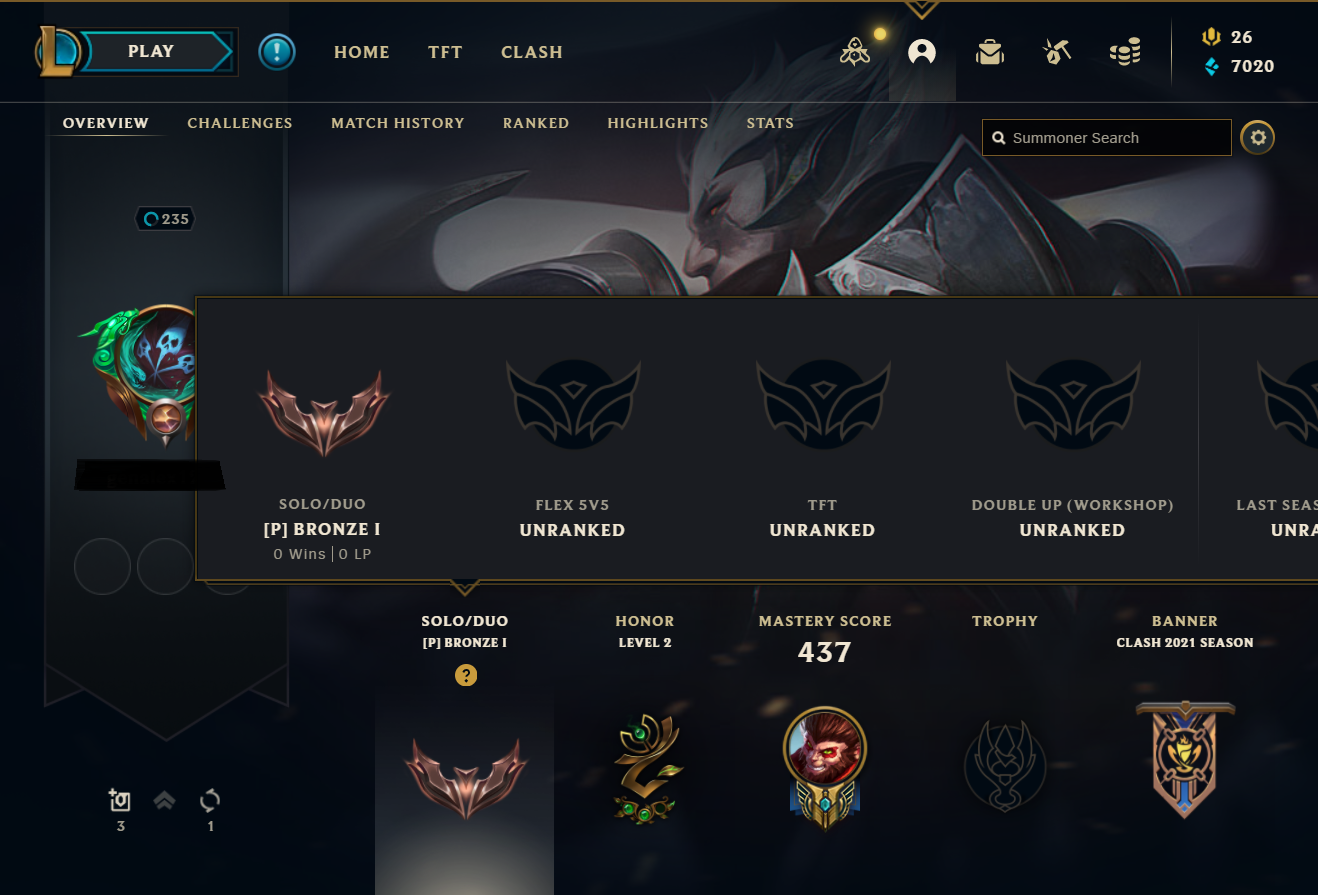 PLAY
!
HOME
TFT
CLASH
26
7020
OVERVIEW
CHALLENGES
MATCH HISTORY
RANKED
HIGHLIGHTS
STATS
Summoner Search
235
SOLO/DUO
[P] BRONZE I
0 Wins | 0 LP
FLEX 5V5
UNRANKED
TFT
UNRANKED
DOUBLE UP (WORKSHOP)
UNRANKED
LAST SEAS
UNRA
SOLO/DUO
[P] BRONZE I
?
HONOR
LEVEL 2
MASTERY SCORE
437
TROPHY
BANNER
CLASH 2021 SEASON
3
1